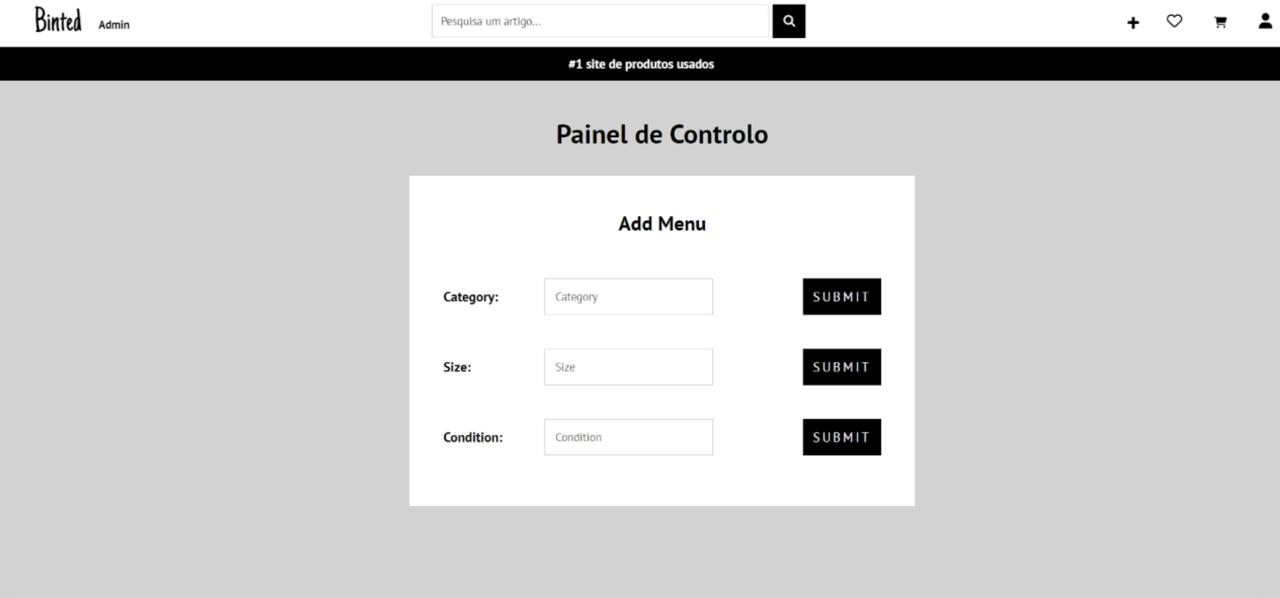 Binted Admin Pesquisa um artigo...
#1 site de produtos usados
Painel de Controlo
Add Menu
Category: Category SUBMIT
Size: Size SUBMIT
Condition: Condition SUBMIT